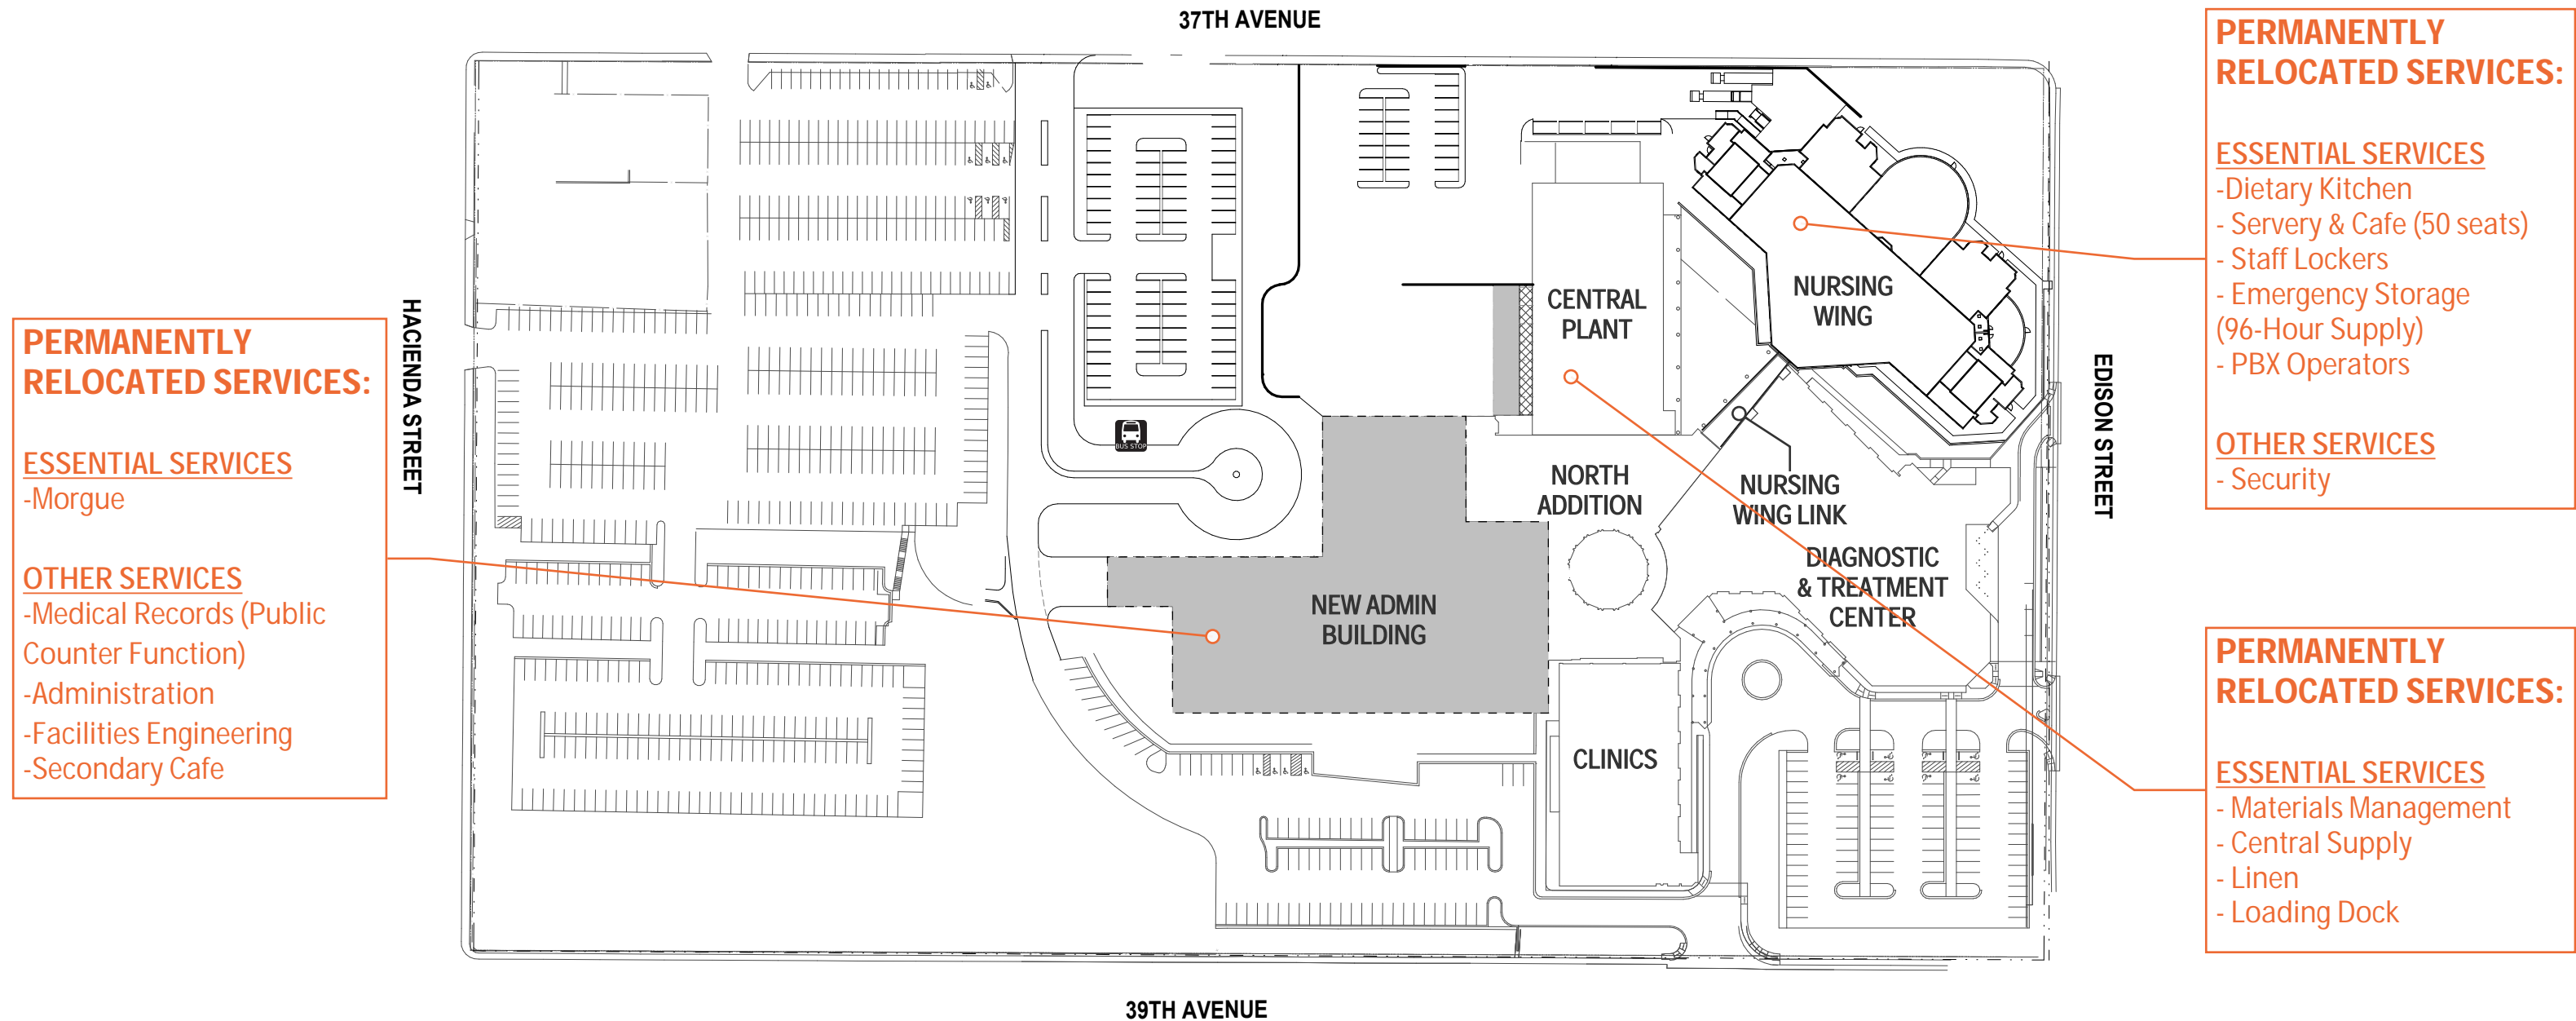 37TH AVENUE
PERMANENTLY
RELOCATED SERVICES:
ESSENTIAL SERVICES
-Morgue
OTHER SERVICES
-Medical Records (Public
Counter Function)
-Administration
-Facilities Engineering
-Secondary Cafe
HACIENDA STREET
BUS STOP
CENTRAL
PLANT
NURSING
WING
NORTH
ADDITION
NURSING
WING LINK
DIAGNOSTIC
& TREATMENT
CENTER
NEW ADMIN
BUILDING
CLINICS
EDISON STREET
PERMANENTLY
RELOCATED SERVICES:
ESSENTIAL SERVICES
-Dietary Kitchen
- Servery & Cafe (50 seats)
- Staff Lockers
- Emergency Storage
(96-Hour Supply)
- PBX Operators
OTHER SERVICES
- Security
PERMANENTLY
RELOCATED SERVICES:
ESSENTIAL SERVICES
- Materials Management
- Central Supply
- Linen
- Loading Dock
39TH AVENUE